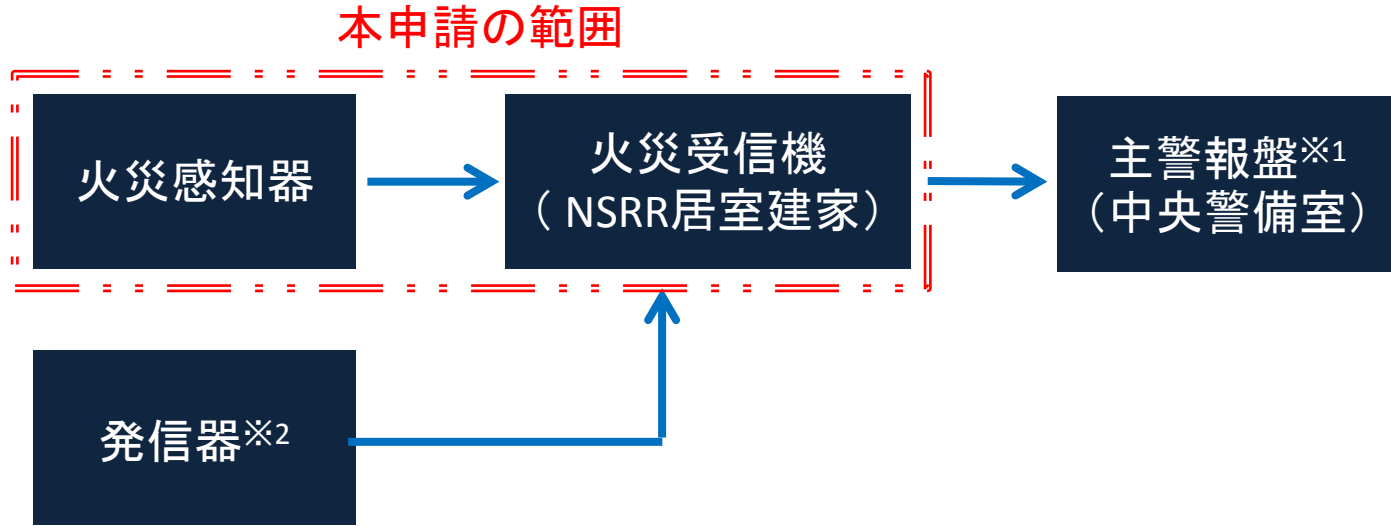 本申請の範囲
火災感知器
火災受信機
（ NSRR居室建家）
主警報盤※1
（中央警備室）
発信器※2